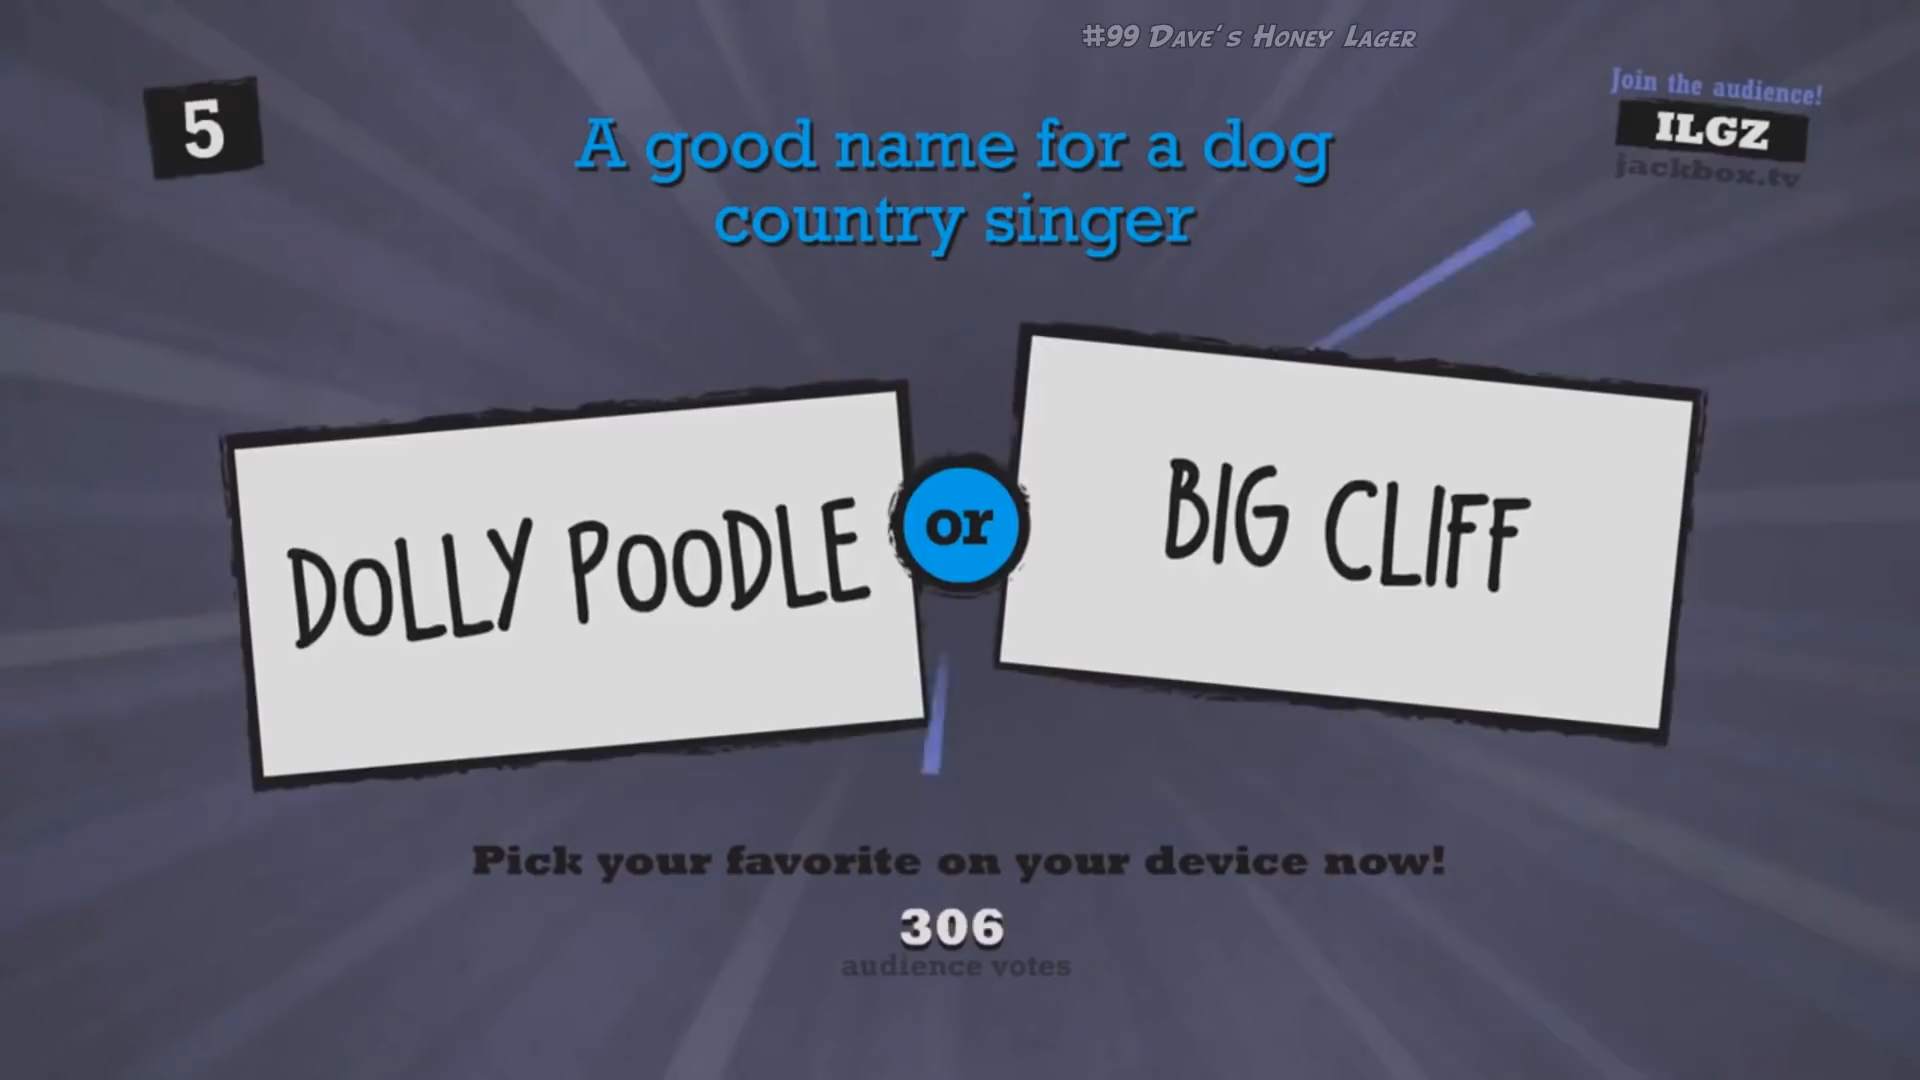 #99 Dave's Honey Lager
5
Join the audience!
ILGZ
jackbox.tv
A good name for a dog
country singer
DOLLY POODLE
or
BIG CLIFF
Pick your favorite on your device now!
306
audience votes